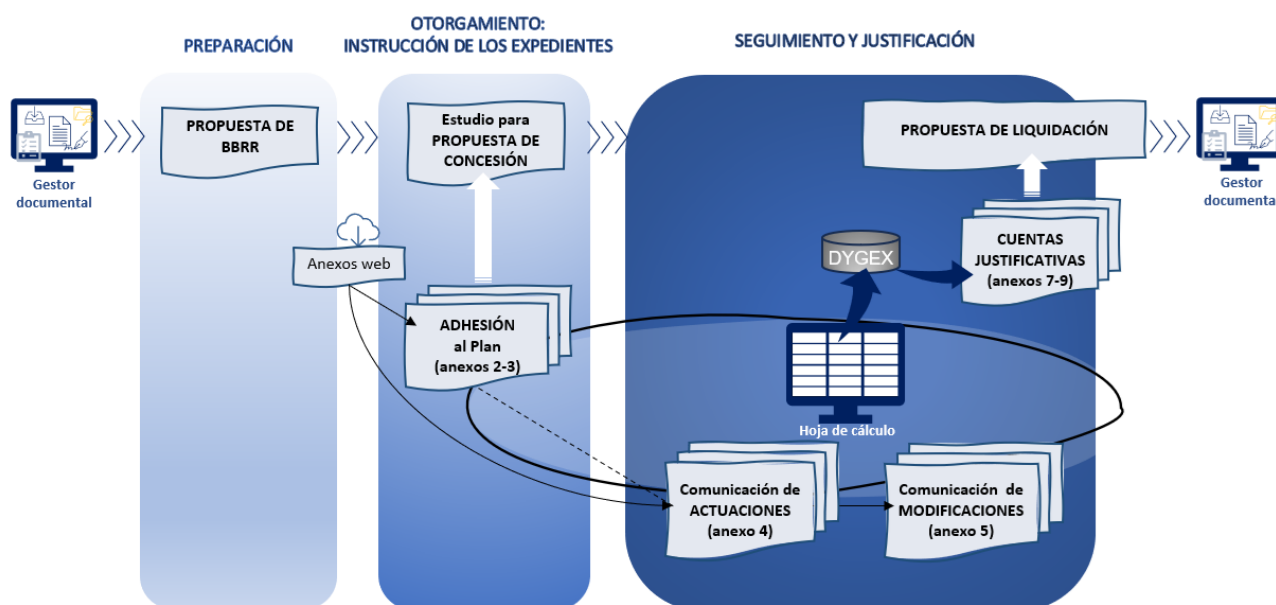 PREPARACIÓN
OTORGAMIENTO:
INSTRUCCIÓN DE LOS EXPEDIENTES
SEGUIMIENTO Y JUSTIFICACIÓN
Gestor
documental
PROPUESTA DE
BBRR
Estudio para
PROPUESTA DE
CONCESIÓN
PROPUESTA DE LIQUIDACIÓN
Gestor
documenta
Anexos web
ADHESIÓN
al Plan
(anexos 2-3)
DYGEX
CUENTAS
JUSTIFICATIVAS
(anexos 7-9)
Hoja de cálculo
Comunicación de
ACTUACIONES
(anexo 4)
Comunicación de
MODIFICACIONES
(anexo 5)